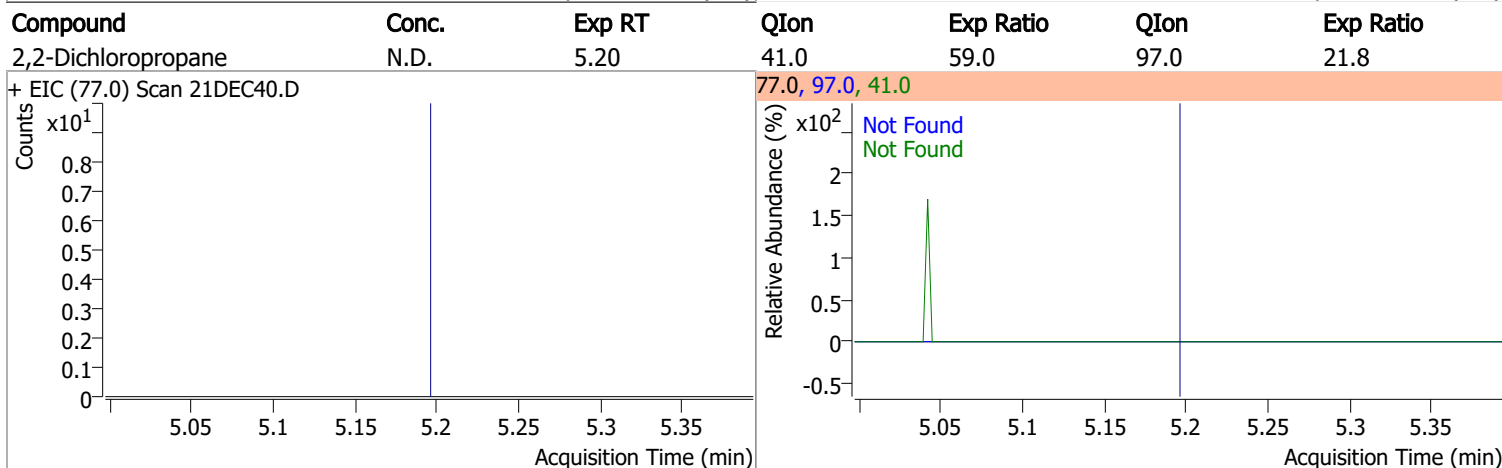 Compound Conc. Exp RT QIon Exp Ratio QIon Exp Ratio
2,2-Dichloropropane N.D. 5.20 41.0 59.0 97.0 21.8
+ EIC (77.0) Scan 21DEC40.D
Counts
x10¹
0.8
0.7
0.6
0.5
0.4
0.3
0.2
0.1
0
5.05 5.1 5.15 5.2 5.25 5.3 5.35
Acquisition Time (min)
77.0, 97.0, 41.0
Relative Abundance (%)
x10²
Not Found
Not Found
2
1.5
1
0.5
0
-0.5
5.05 5.1 5.15 5.2 5.25 5.3 5.35
Acquisition Time (min)